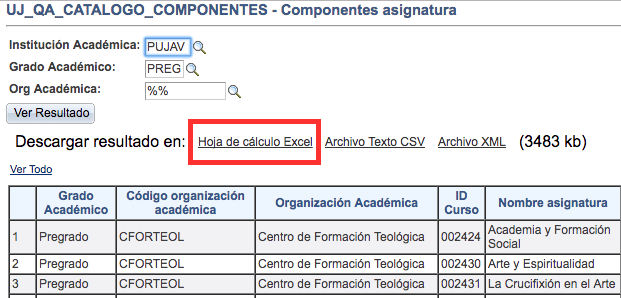 UJ_QA_CATALOGO_COMPONENTES - Componentes asignatura
Institución Académica: PUJAV
Grado Académico: PREG
Org Académica: %%
Ver Resultado
Descargar resultado en: Hoja de cálculo Excel Archivo Texto CSV Archivo XML (3483 kb)
Ver Todo
Grado Académico Código organización académica Organización Académica ID Curso Nombre asignatura
1 Pregrado CFORTEOL Centro de Formación Teológica 002424 Academia y Formación Social
2 Pregrado CFORTEOL Centro de Formación Teológica 002430 Arte y Espiritualidad
3 Pregrado CFORTEOL Centro de Formación Teológica 002431 La Crucifixión en el Arte